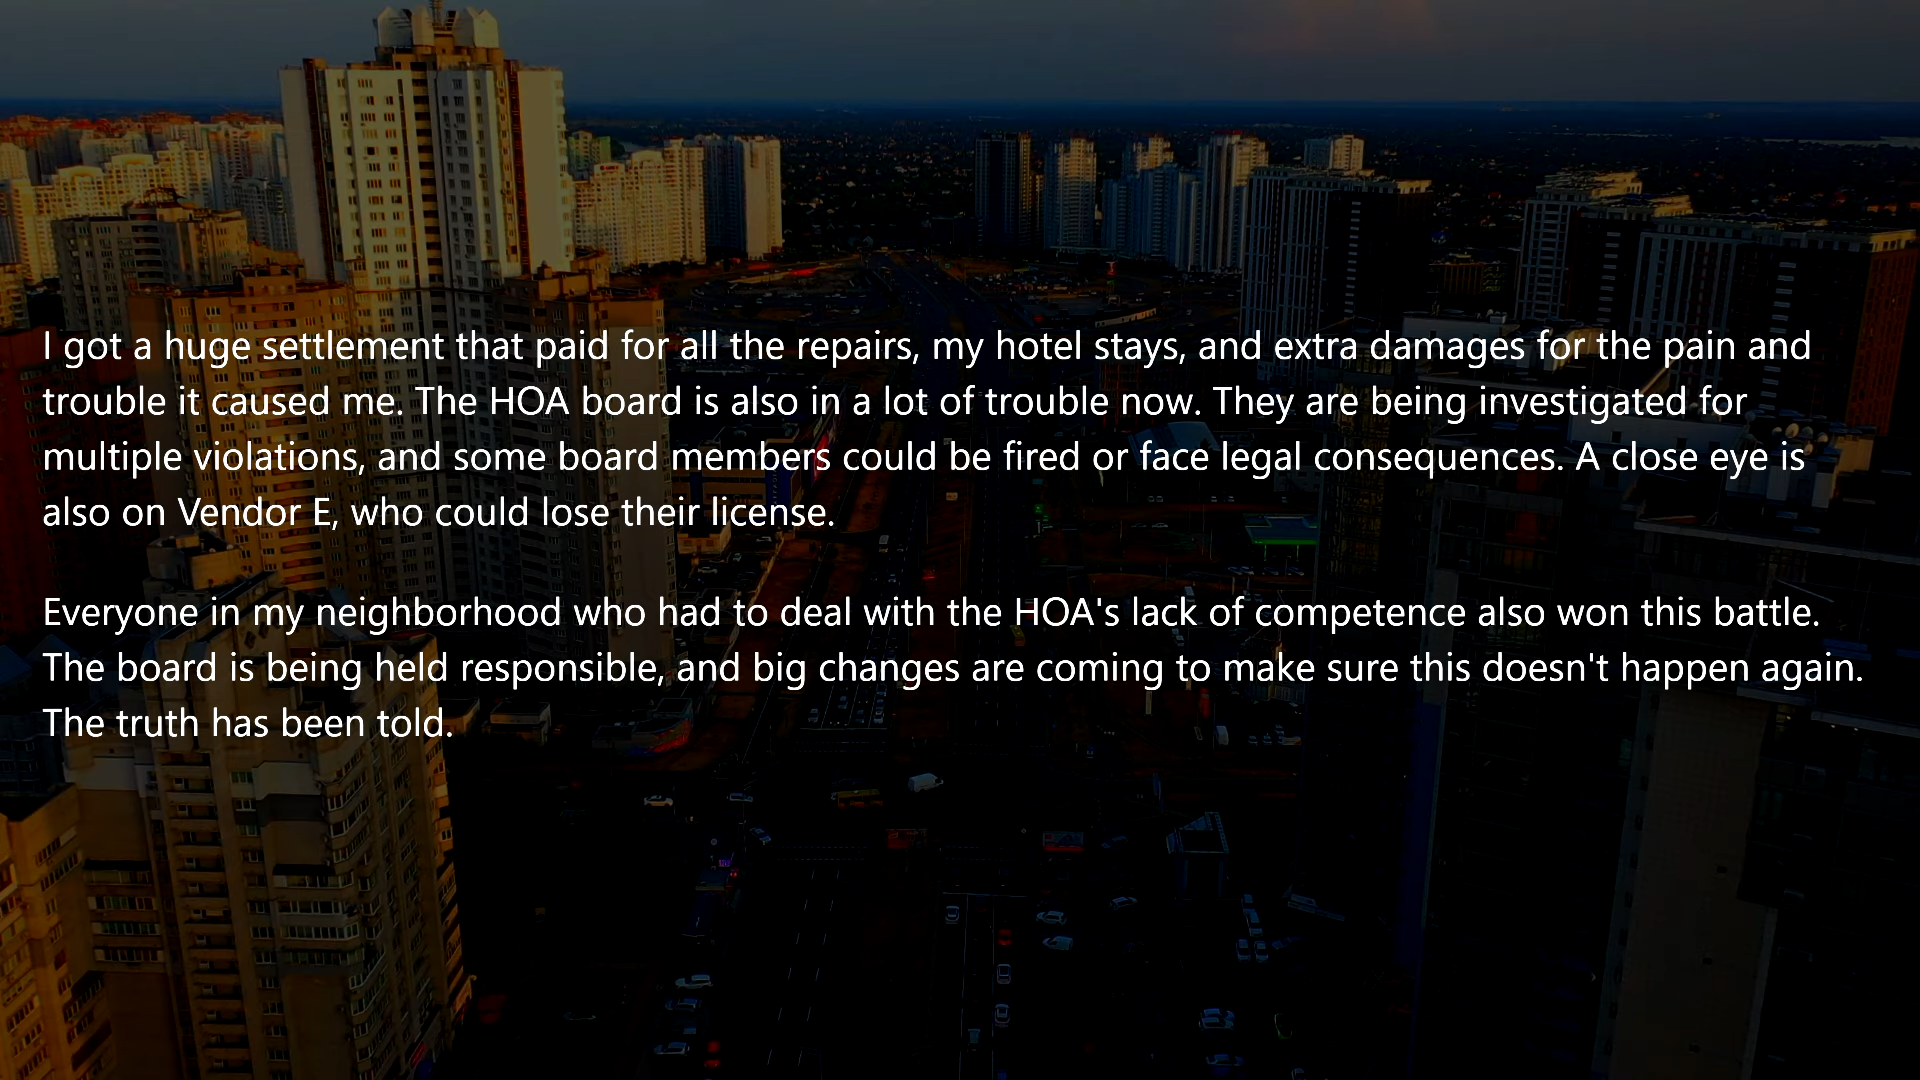 I got a huge settlement that paid for all the repairs, my hotel stays, and extra damages for the pain and
trouble it caused me. The HOA board is also in a lot of trouble now. They are being investigated for
multiple violations, and some board members could be fired or face legal consequences. A close eye is
also on Vendor E, who could lose their license.
Everyone in my neighborhood who had to deal with the HOA's lack of competence also won this battle.
The board is being held responsible, and big changes are coming to make sure this doesn't happen again.
The truth has been told.